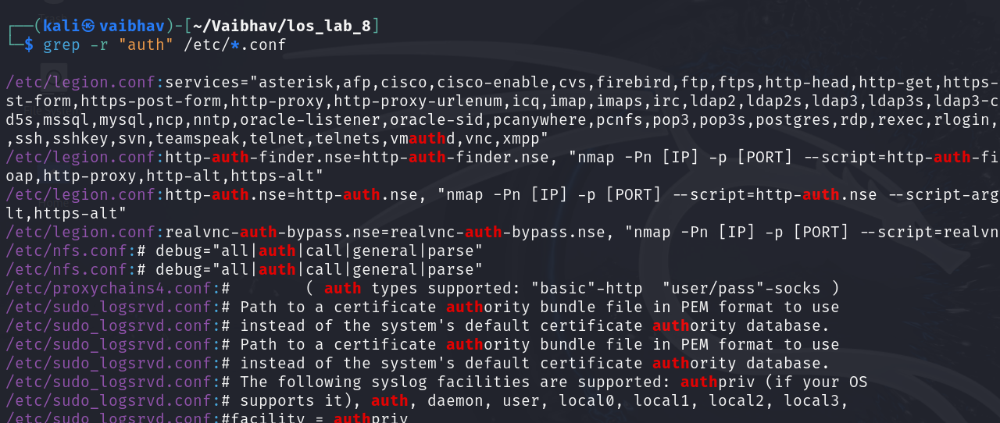 ┌──(kali㉿vaibhav)-[~/Vaibhav/los_lab_8]
└─$ grep -r "auth" /etc/*.conf
/etc/legion.conf:services="asterisk,afp,cisco,cisco-enable,cvs,firebird,ftp,ftps,http-head,http-get,https-
st-form,https-post-form,http-proxy,http-proxy-urlenum,icq,imap,imaps,irc,ldap2,ldap2s,ldap3,ldap3s,ldap3-c
d5s,mssql,mysql,ncp,nntp,oracle-listener,oracle-sid,pcanywhere,pcnfs,pop3,pop3s,postgres,rdp,rexec,rlogin,
,ssh,sshkey,svn,teamspeak,telnet,telnets,vmauthd,vnc,xmpp"
/etc/legion.conf:http-auth-finder.nse=http-auth-finder.nse, "nmap -Pn [IP] -p [PORT] --script=http-auth-fi
oap,http-proxy,http-alt,https-alt"
/etc/legion.conf:http-auth.nse=http-auth.nse, "nmap -Pn [IP] -p [PORT] --script=http-auth.nse --script-arg
lt,https-alt"
/etc/legion.conf:realvnc-auth-bypass.nse=realvnc-auth-bypass.nse, "nmap -Pn [IP] -p [PORT] --script=realvn
/etc/nfs.conf:# debug="all|auth|call|general|parse"
/etc/nfs.conf:# debug="all|auth|call|general|parse"
/etc/proxychains4.conf:#        ( auth types supported: "basic"-http  "user/pass"-socks )
/etc/sudo_logsrvd.conf:# Path to a certificate authority bundle file in PEM format to use
/etc/sudo_logsrvd.conf:# instead of the system's default certificate authority database.
/etc/sudo_logsrvd.conf:# Path to a certificate authority bundle file in PEM format to use
/etc/sudo_logsrvd.conf:# instead of the system's default certificate authority database.
/etc/sudo_logsrvd.conf:# The following syslog facilities are supported: authpriv (if your OS
/etc/sudo_logsrvd.conf:# supports it), auth, daemon, user, local0, local1, local2, local3,
/etc/sudo_logsrvd.conf:#facility = authpriv